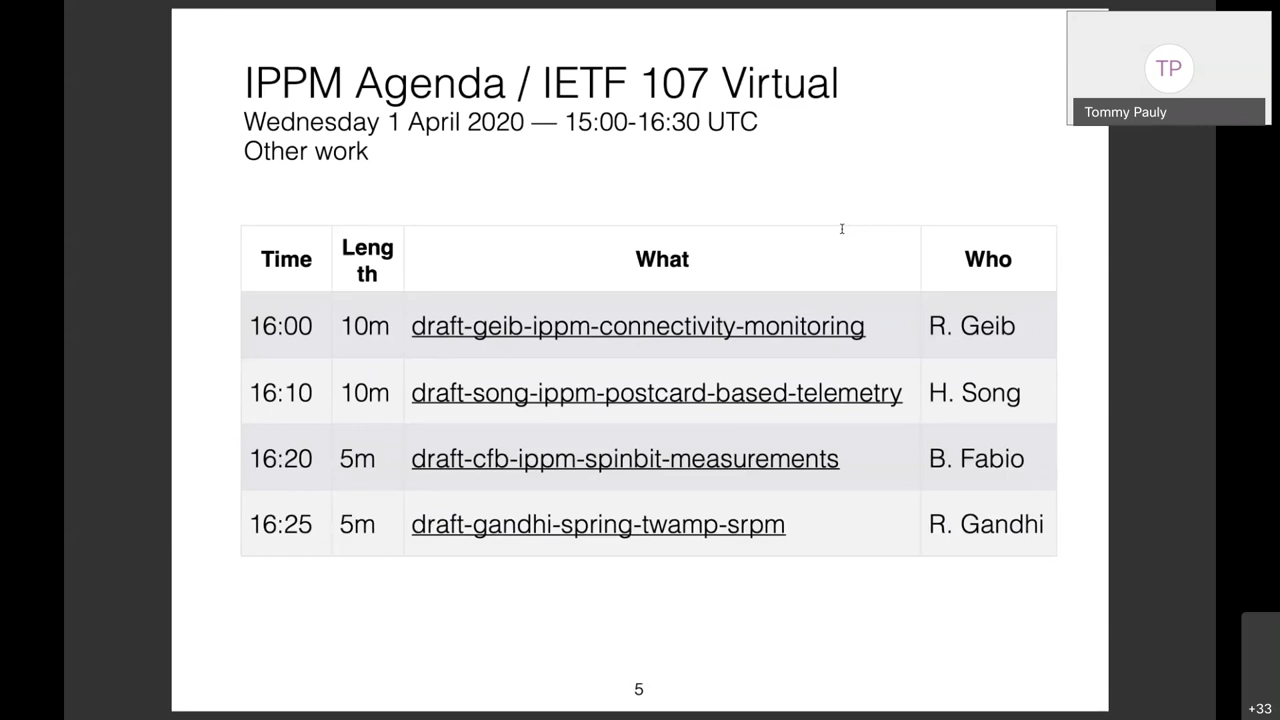 IPPM Agenda / IETF 107 Virtual
Wednesday 1 April 2020 — 15:00-16:30 UTC
Other work
TP
Tommy Pauly
Time Leng th What Who
16:00 10m draft-geib-ippm-connectivity-monitoring R. Geib
16:10 10m draft-song-ippm-postcard-based-telemetry H. Song
16:20 5m draft-cfb-ippm-spinbit-measurements B. Fabio
16:25 5m draft-gandhi-spring-twamp-srpm R. Gandhi
5
+33